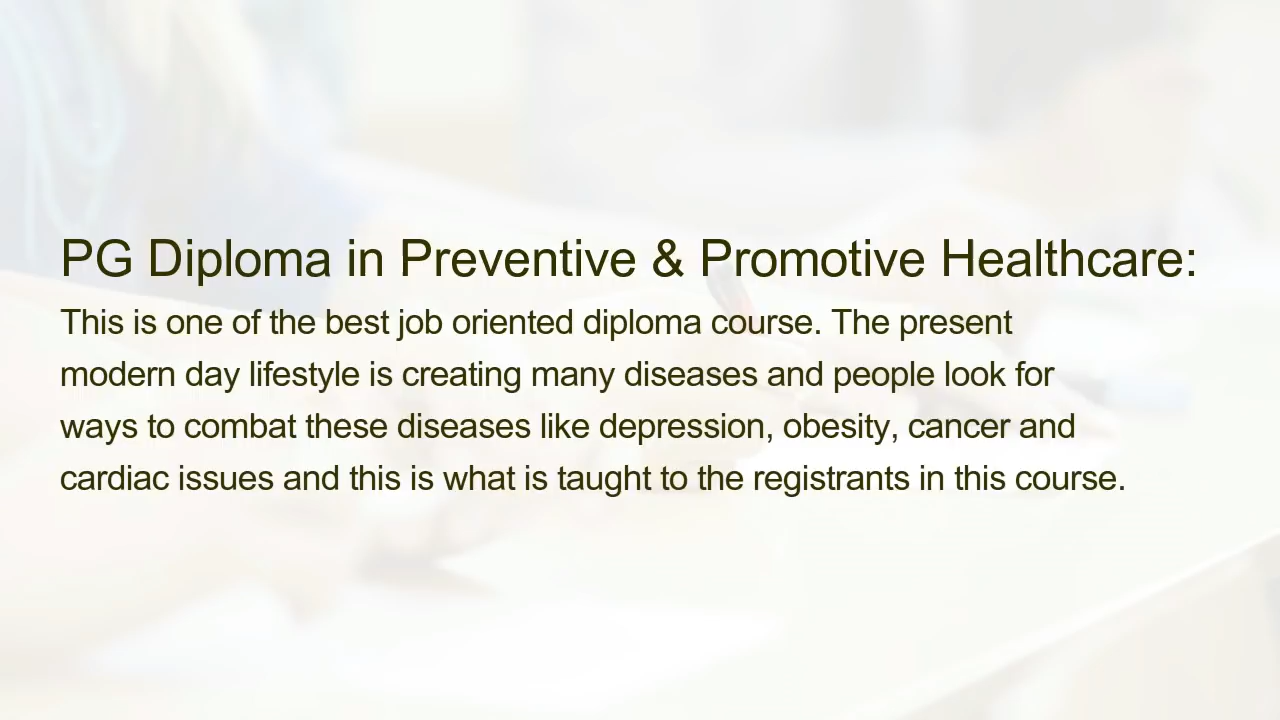 PG Diploma in Preventive & Promotive Healthcare:
This is one of the best job oriented diploma course. The present
modern day lifestyle is creating many diseases and people look for
ways to combat these diseases like depression, obesity, cancer and
cardiac issues and this is what is taught to the registrants in this course.